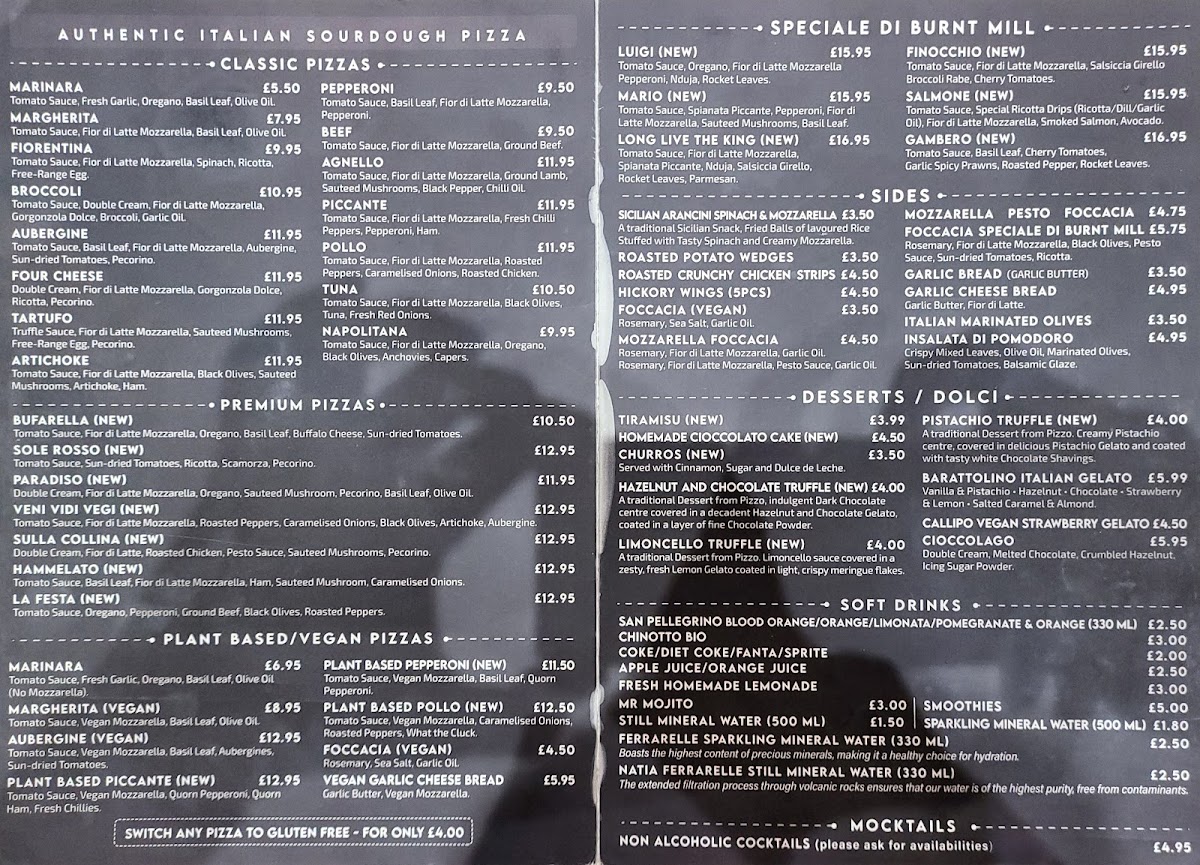 AUTHENTIC ITALIAN SOURDOUGH PIZZA
CLASSIC PIZZAS
MARINARA £5.50
Tomato Sauce, Fresh Garlic, Oregano, Basil Leaf, Olive Oil.
MARGHERITA £7.95
Tomato Sauce, Fior di Latte Mozzarella, Basil Leaf, Olive Oil.
FIORENTINA £9.95
Tomato Sauce, Fior di Latte Mozzarella, Spinach, Ricotta,
Free-Range Egg.
BROCCOLI £10.95
Tomato Sauce, Double Cream, Fior di Latte Mozzarella,
Gorgonzola Dolce, Broccoli, Garlic Oil.
AUBERGINE £11.95
Tomato Sauce, Basil Leaf, Fior di Latte Mozzarella, Aubergine,
Sun-dried Tomatoes, Pecorino.
FOUR CHEESE £11.95
Double Cream, Fior di Latte Mozzarella, Gorgonzola Dolce,
Ricotta, Pecorino.
TARTUFO £11.95
Truffle Sauce, Fior di Latte Mozzarella, Sauteed Mushrooms,
Free-Range Egg, Pecorino.
ARTICHOKE £11.95
Tomato Sauce, Fior di Latte Mozzarella, Black Olives, Sauteed
Mushrooms, Artichoke, Ham.
PEPPERONI £9.50
Tomato Sauce, Basil Leaf, Fior di Latte Mozzarella,
Pepperoni.
BEEF £9.50
Tomato Sauce, Fior di Latte Mozzarella, Ground Beef.
AGNELLO £11.95
Tomato Sauce, Fior di Latte Mozzarella, Ground Lamb,
Sauteed Mushrooms, Black Pepper, Chilli Oil.
PICCANTE £11.95
Tomato Sauce, Fior di Latte Mozzarella, Fresh Chilli
Peppers, Pepperoni, Ham.
POLLO £11.95
Tomato Sauce, Fior di Latte Mozzarella, Roasted
Peppers, Caramelised Onions, Roasted Chicken.
TUNA £10.50
Tomato Sauce, Fior di Latte Mozzarella, Black Olives,
Tuna, Fresh Red Onions.
NAPOLITANA £9.95
Tomato Sauce, Fior di Latte Mozzarella, Oregano,
Black Olives, Anchovies, Capers.
PREMIUM PIZZAS
BUFARELLA (NEW) £10.50
Tomato Sauce, Fior di Latte Mozzarella, Oregano, Basil Leaf, Buffalo Cheese, Sun-dried Tomatoes.
SOLE ROSSO (NEW) £12.95
Tomato Sauce, Sun-dried Tomatoes, Ricotta, Scamorza, Pecorino.
PARADISO (NEW) £11.95
Double Cream, Fior di Latte Mozzarella, Oregano, Sauteed Mushroom, Pecorino, Basil Leaf, Olive Oil.
VENI VIDI VEGI (NEW) £12.95
Tomato Sauce, Fior di Latte Mozzarella, Roasted Peppers, Caramelised Onions, Black Olives, Artichoke, Aubergine.
SULLA COLLINA (NEW) £12.95
Double Cream, Fior di Latte, Roasted Chicken, Pesto Sauce, Sauteed Mushrooms, Pecorino.
HAMMELATO (NEW) £12.95
Tomato Sauce, Basil Leaf, Fior di Latte Mozzarella, Ham, Sauteed Mushroom, Caramelised Onions.
LA FESTA (NEW) £12.95
Tomato Sauce, Oregano, Pepperoni, Ground Beef, Black Olives, Roasted Peppers.
PLANT BASED/VEGAN PIZZAS
MARINARA £6.95
Tomato Sauce, Fresh Garlic, Oregano, Basil Leaf, Olive Oil
(No Mozzarella).
MARGHERITA (VEGAN) £8.95
Tomato Sauce, Vegan Mozzarella, Basil Leaf, Olive Oil.
AUBERGINE (VEGAN) £12.95
Tomato Sauce, Vegan Mozzarella, Basil Leaf, Aubergines,
Sun-dried Tomatoes.
PLANT BASED PICCANTE (NEW) £12.95
Tomato Sauce, Vegan Mozzarella, Quorn Pepperoni, Quorn
Ham, Fresh Chillies.
PLANT BASED PEPPERONI (NEW) £11.50
Tomato Sauce, Vegan Mozzarella, Basil Leaf, Quorn
Pepperoni.
PLANT BASED POLLO (NEW) £12.50
Tomato Sauce, Vegan Mozzarella, Caramelised Onions,
Roasted Peppers, What the Cluck.
FOCCACIA (VEGAN) £4.50
Rosemary, Sea Salt, Garlic Oil.
VEGAN GARLIC CHEESE BREAD £5.95
Garlic Butter, Vegan Mozzarella.
SWITCH ANY PIZZA TO GLUTEN FREE - FOR ONLY £4.00
SPECIALE DI BURNT MILL
LUIGI (NEW) £15.95
Tomato Sauce, Oregano, Fior di Latte Mozzarella
Pepperoni, Nduja, Rocket Leaves.
MARIO (NEW) £15.95
Tomato Sauce, Spianata Piccante, Pepperoni, Fior di
Latte Mozzarella, Sauteed Mushrooms, Basil Leaf.
LONG LIVE THE KING (NEW) £16.95
Tomato Sauce, Fior di Latte Mozzarella,
Spianata Piccante, Nduja, Salsiccia Girello,
Rocket Leaves, Parmesan.
FINOCCHIO (NEW) £15.95
Tomato Sauce, Fior di Latte Mozzarella, Salsiccia Girello
Broccoli Rabe, Cherry Tomatoes.
SALMONE (NEW) £15.95
Tomato Sauce, Special Ricotta Drips (Ricotta/Dill/Garlic
Oil), Fior di Latte Mozzarella, Smoked Salmon, Avocado.
GAMBERO (NEW) £16.95
Tomato Sauce, Basil Leaf, Cherry Tomatoes,
Garlic Spicy Prawns, Roasted Pepper, Rocket Leaves.
SIDES
SICILIAN ARANCINI SPINACH & MOZZARELLA £3.50
A traditional Sicilian Snack, Fried Balls of lavoured Rice
Stuffed with Tasty Spinach and Creamy Mozzarella.
ROASTED POTATO WEDGES £3.50
ROASTED CRUNCHY CHICKEN STRIPS £4.50
HICKORY WINGS (5PCS) £4.50
FOCCACIA (VEGAN) £3.50
Rosemary, Sea Salt, Garlic Oil.
MOZZARELLA FOCCACIA £4.50
Rosemary, Fior di Latte Mozzarella, Garlic Oil.
Rosemary, Fior di Latte Mozzarella, Pesto Sauce, Garlic Oil.
MOZZARELLA PESTO FOCCACIA £4.75
FOCCACIA SPECIALE DI BURNT MILL £5.75
Rosemary, Fior di Latte Mozzarella, Black Olives, Pesto
Sauce, Sun-dried Tomatoes, Ricotta.
GARLIC BREAD (GARLIC BUTTER) £3.50
GARLIC CHEESE BREAD £4.95
Garlic Butter, Fior di Latte.
ITALIAN MARINATED OLIVES £3.50
INSALATA DI POMODORO £4.95
Crispy Mixed Leaves, Olive Oil, Marinated Olives,
Sun-dried Tomatoes, Balsamic Glaze.
DESSERTS / DOLCI
TIRAMISU (NEW) £3.99
HOMEMADE CIOCCOLATO CAKE (NEW) £4.50
CHURROS (NEW) £3.50
Served with Cinnamon, Sugar and Dulce de Leche.
HAZELNUT AND CHOCOLATE TRUFFLE (NEW) £4.00
A traditional Dessert from Pizzo, indulgent Dark Chocolate
centre covered in a decadent Hazelnut and Chocolate Gelato,
coated in a layer of fine Chocolate Powder.
LIMONCELLO TRUFFLE (NEW) £4.00
A traditional Dessert from Pizzo. Limoncello sauce covered in a
zesty, fresh Lemon Gelato coated in light, crispy meringue flakes.
PISTACHIO TRUFFLE (NEW) £4.00
A traditional Dessert from Pizzo. Creamy Pistachio
centre, covered in delicious Pistachio Gelato and coated
with tasty white Chocolate Shavings.
BARATTOLINO ITALIAN GELATO £5.99
Vanilla & Pistachio • Hazelnut • Chocolate • Strawberry
& Lemon • Salted Caramel & Almond.
CALLIPO VEGAN STRAWBERRY GELATO £4.50
CIOCCOLAGO £5.95
Double Cream, Melted Chocolate, Crumbled Hazelnut,
Icing Sugar Powder.
SOFT DRINKS
SAN PELLEGRINO BLOOD ORANGE/ORANGE/LIMONATA/POMEGRANATE & ORANGE (330 ML) £2.50
CHINOTTO BIO £3.00
COKE/DIET COKE/FANTA/SPRITE £2.00
APPLE JUICE/ORANGE JUICE £2.50
FRESH HOMEMADE LEMONADE £3.00
MR MOJITO £3.00
SMOOTHIES £5.00
STILL MINERAL WATER (500 ML) £1.50
SPARKLING MINERAL WATER (500 ML) £1.80
FERRARELLE SPARKLING MINERAL WATER (330 ML) £2.50
Boasts the highest content of precious minerals, making it a healthy choice for hydration.
NATIA FERRARELLE STILL MINERAL WATER (330 ML) £2.50
The extended filtration process through volcanic rocks ensures that our water is of the highest purity, free from contaminants.
MOCKTAILS
NON ALCOHOLIC COCKTAILS (please ask for availabilities) £4.95